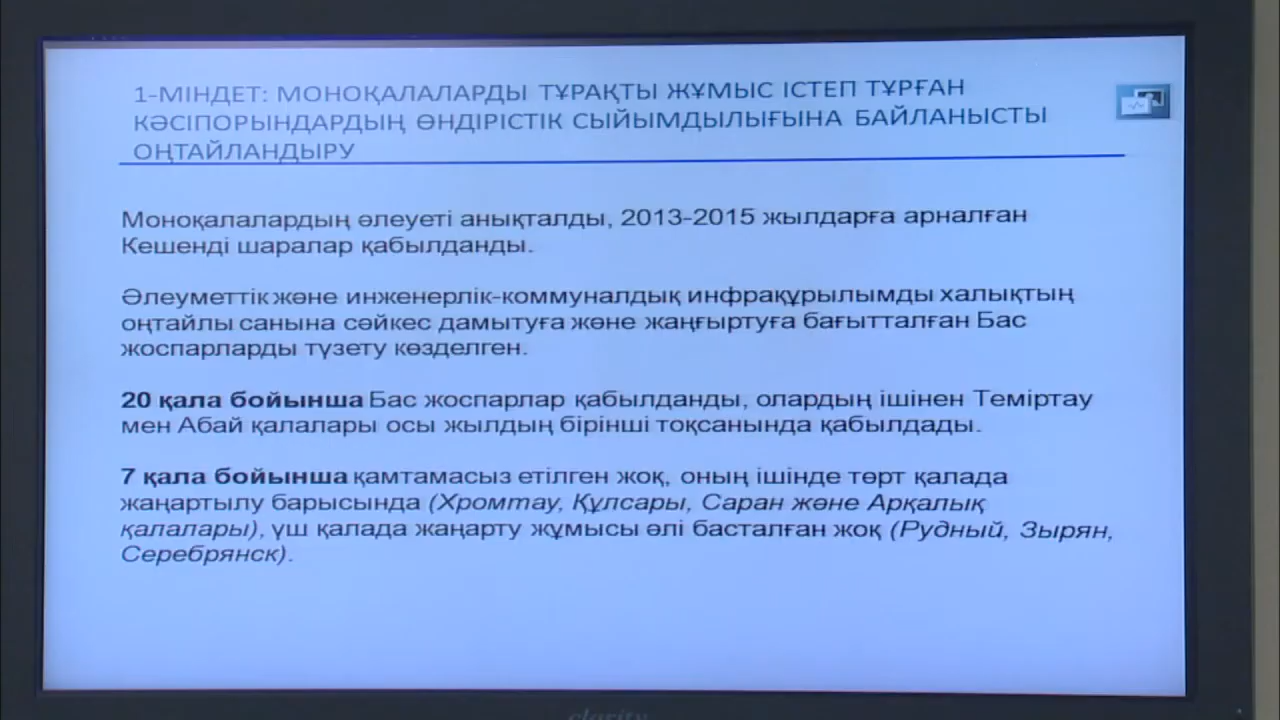 1-МІНДЕТ: МОНОҚАЛАЛАРДЫ ТҰРАҚТЫ ЖҰМЫС ІСТЕП ТҰРҒАН
КӘСІПОРЫНДАРДЫҢ ӨНДІРІСТІК СЫЙЫМДЫЛЫҒЫНА БАЙЛАНЫСТЫ
ОҢТАЙЛАНДЫРУ
Моноқалалардың әлеуеті анықталды, 2013-2015 жылдарға арналған
Кешенді шаралар қабылданды.
Әлеуметтік және инженерлік-коммуналдық инфрақұрылымды халықтың
оңтайлы санына сәйкес дамытуға және жаңғыртуға бағытталған Бас
жоспарларды түзету көзделген.
20 қала бойынша Бас жоспарлар қабылданды, олардың ішінен Теміртау
мен Абай қалалары осы жылдың бірінші тоқсанында қабылдады.
7 қала бойынша қамтамасыз етілген жоқ, оның ішінде төрт қалада
жаңартылу барысында (Хромтау, Құлсары, Саран және Арқалық
қалалары), үш қалада жаңарту жұмысы әлі басталған жоқ (Рудный, Зырян,
Серебрянск).
clarity